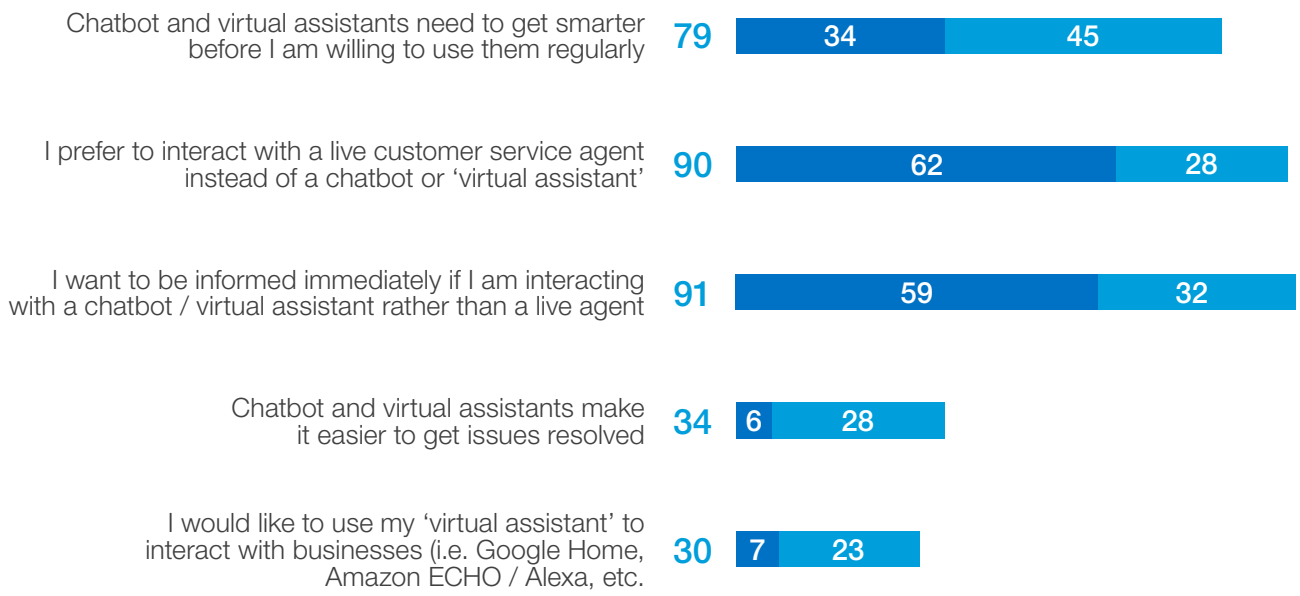 Chatbot and virtual assistants need to get smarter
before I am willing to use them regularly
79
34
45
I prefer to interact with a live customer service agent
instead of a chatbot or ‘virtual assistant’
90
62
28
I want to be informed immediately if I am interacting
with a chatbot / virtual assistant rather than a live agent
91
59
32
Chatbot and virtual assistants make
it easier to get issues resolved
34
6
28
I would like to use my ‘virtual assistant’ to
interact with businesses (i.e. Google Home,
Amazon ECHO / Alexa, etc.
30
7
23